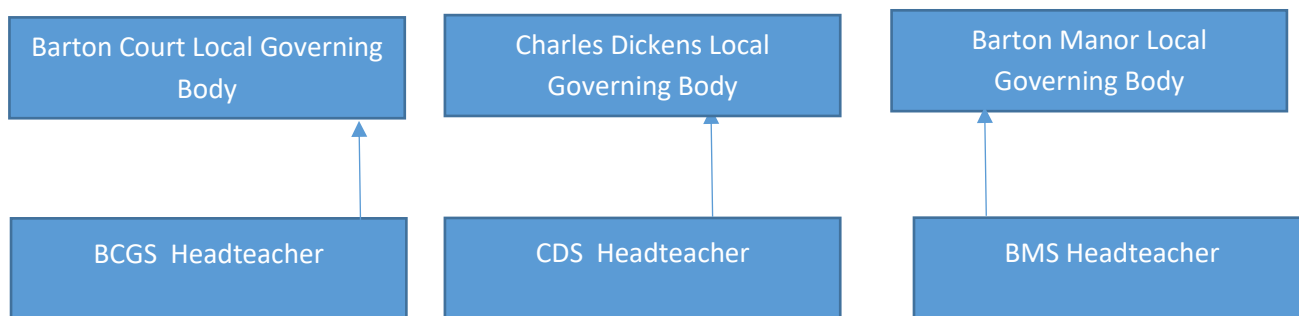 Barton Court Local Governing
Body
Charles Dickens Local
Governing Body
Barton Manor Local
Governing Body
BCGS  Headteacher
CDS  Headteacher
BMS Headteacher